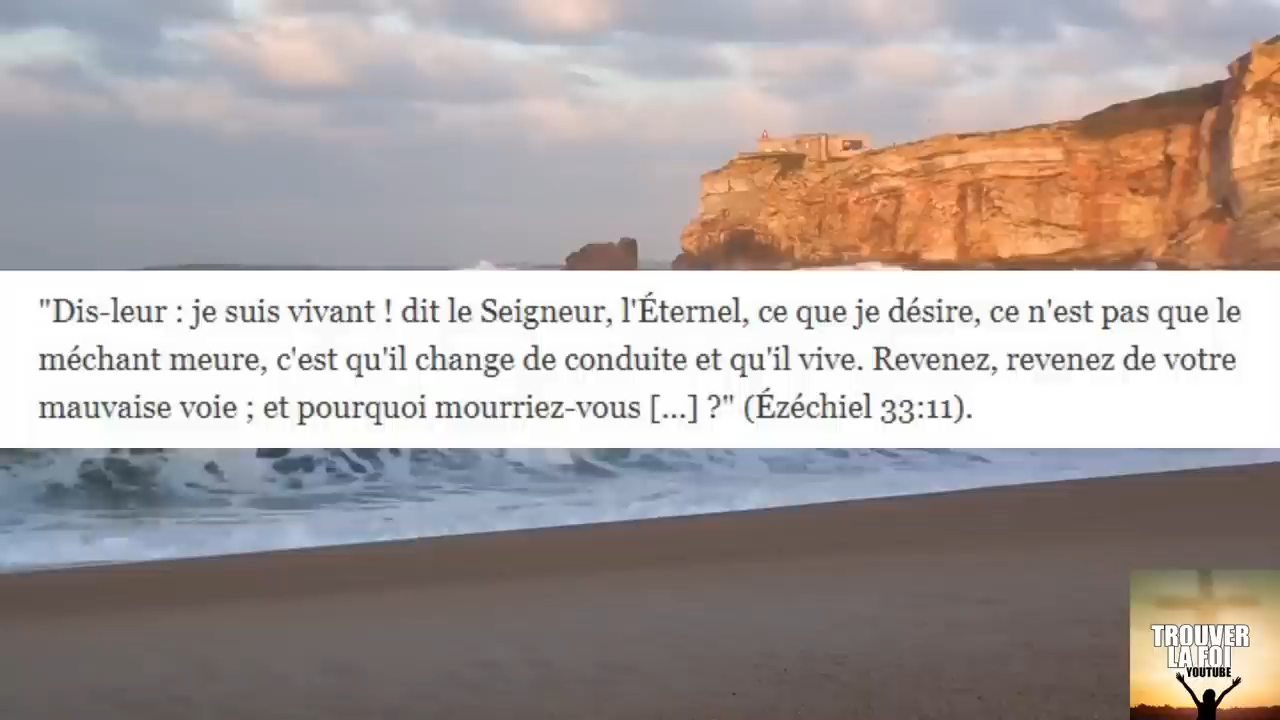 "Dis-leur : je suis vivant ! dit le Seigneur, l'Éternel, ce que je désire, ce n'est pas que le
méchant meure, c'est qu'il change de conduite et qu'il vive. Revenez, revenez de votre
mauvaise voie ; et pourquoi mourriez-vous [...] ?" (Ézéchiel 33:11).
TROUVER
LA FOI
YOUTUBE